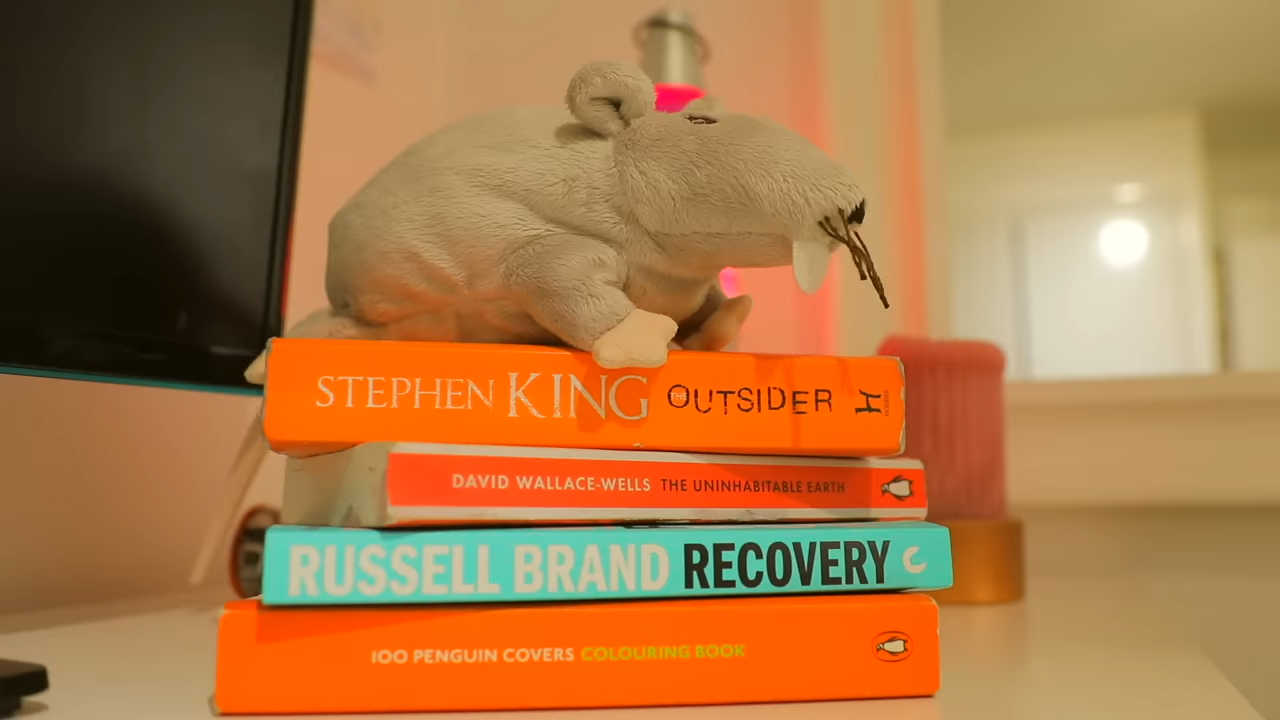 STEPHEN KING THE OUTSIDER
DAVID WALLACE-WELLS THE UNINHABITABLE EARTH
RUSSELL BRAND RECOVERY
100 PENGUIN COVERS COLOURING BOOK